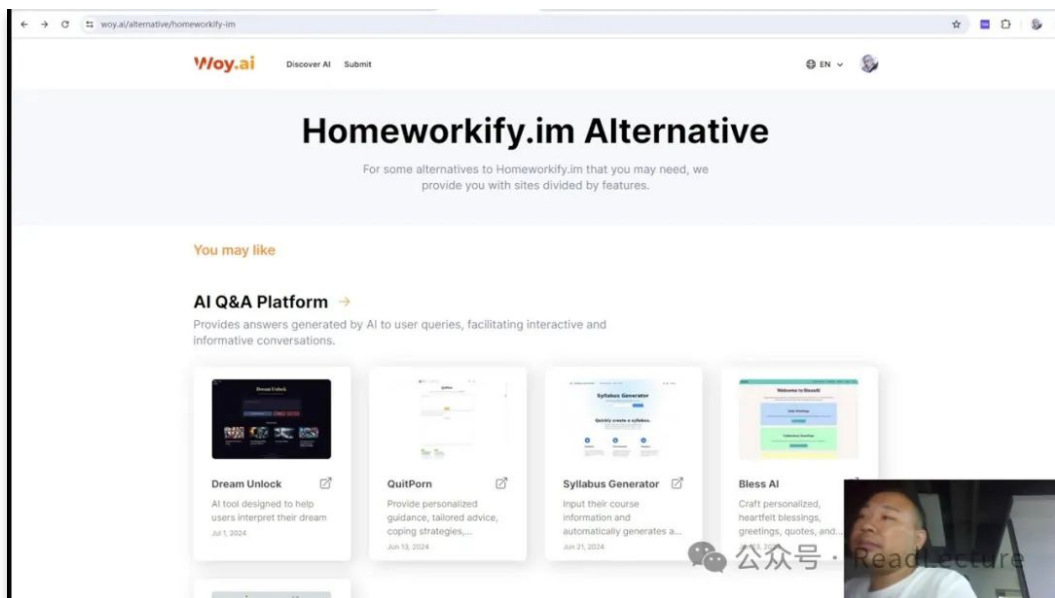 woy.ai/alternative/homeworkify-im
Woy.ai
Discover AI
Submit
EN
Homeworkify.im Alternative
For some alternatives to Homeworkify.im that you may need, we
provide you with sites divided by features.
You may like
AI Q&A Platform →
Provides answers generated by AI to user queries, facilitating interactive and
informative conversations.
Dream Unlock
Syllabus Generator
Quickly create a syllabus.
Welcome to BlessAI
Dream Unlock
AI tool designed to help
users interpret their dream
Jul 1, 2024
QuitPorn
Provide personalized
guidance, tailored advice,
coping strategies,...
Jun 13, 2024
Syllabus Generator
Input their course
information and
automatically generates a...
Jun 21, 2024
Bless AI
Craft personalized,
heartfelt blessings,
greetings, quotes, and...
公众号 · ReadLecture